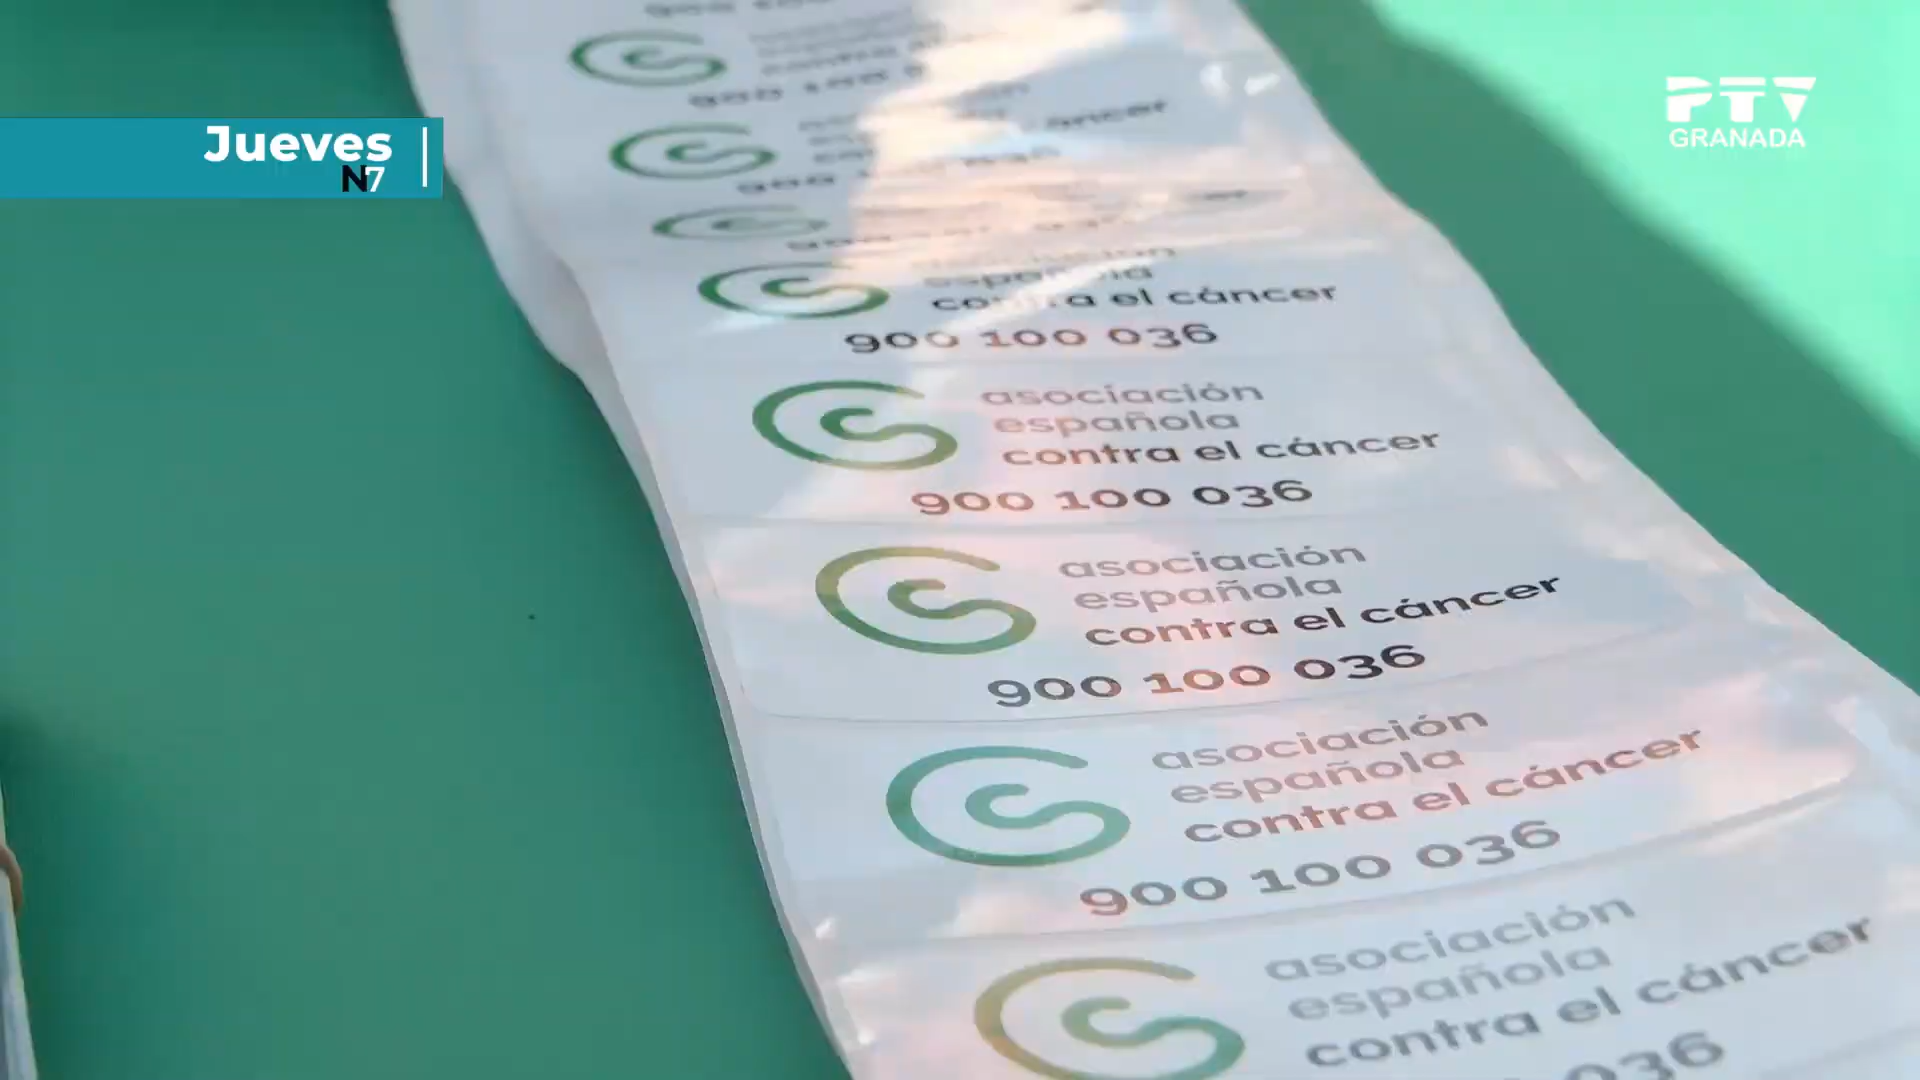 Jueves
N7
PTV
GRANADA
contra el cáncer
900 100 036
asociación
española
contra el cáncer
900 100 036
asociación
española
contra el cáncer
900 100 036
asociación
española
contra el cáncer
900 100 036
asociación
española
contra el cáncer
036